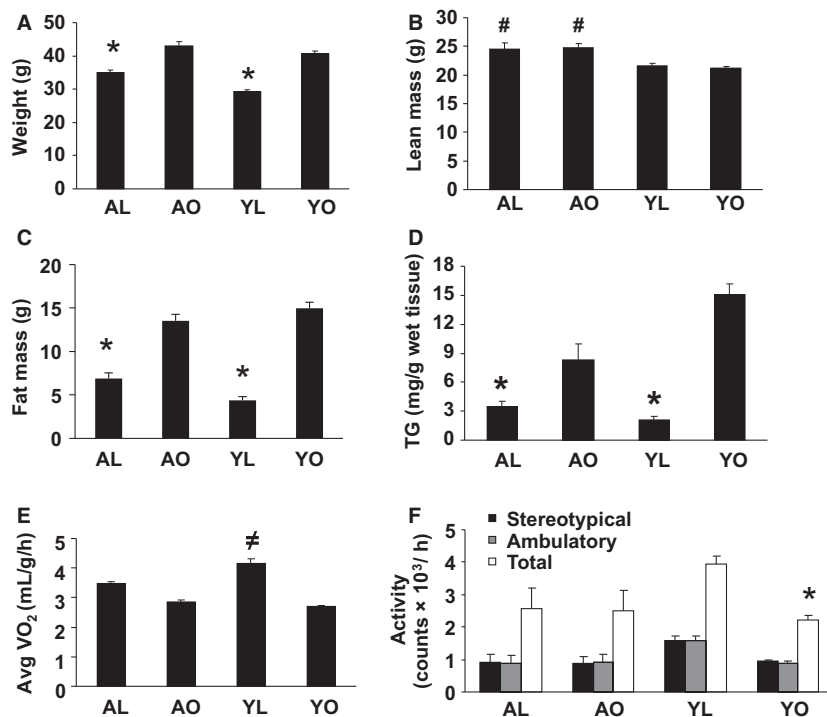 A
Weight (g)
50
40
30
20
10
0
*
*
AL
AO
YL
YO
B
Lean mass (g)
30
25
20
15
10
5
0
#
#
AL
AO
YL
YO
C
Fat mass (g)
20
15
10
5
0
*
*
AL
AO
YL
YO
D
TG (mg/g wet tissue)
18
15
12
9
6
3
0
*
*
AL
AO
YL
YO
E
Avg VO₂ (mL/g/h)
5
4
3
2
1
0
≠
AL
AO
YL
YO
F
Activity
(counts × 10³/ h)
Stereotypical
Ambulatory
Total
5
4
3
2
1
0
*
AL
AO
YL
YO